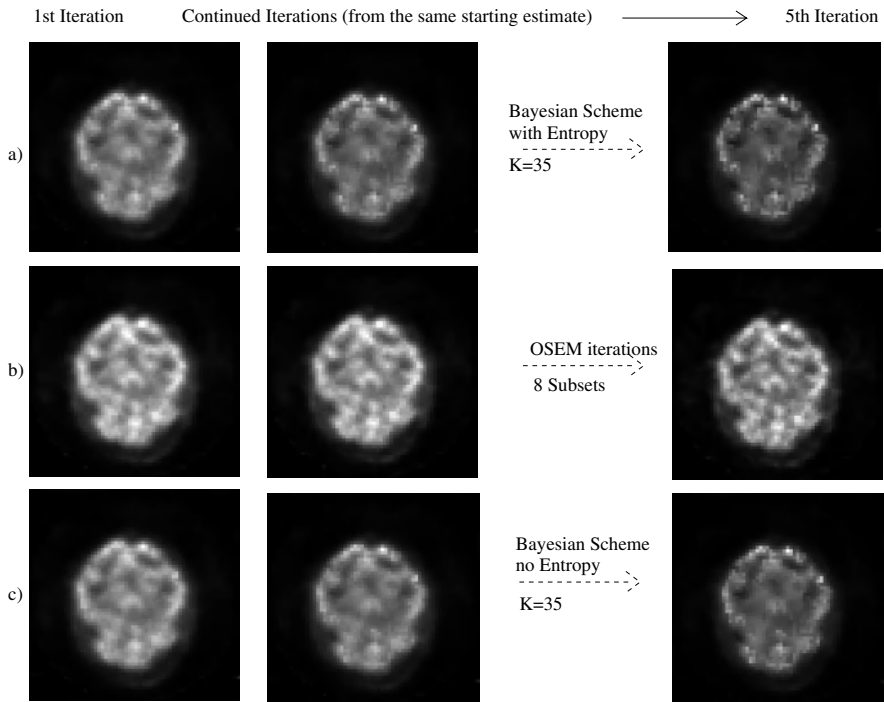 1st Iteration
Continued Iterations (from the same starting estimate)
5th Iteration
a)
Bayesian Scheme
with Entropy
K=35
b)
OSEM iterations
8 Subsets
c)
Bayesian Scheme
no Entropy
K=35